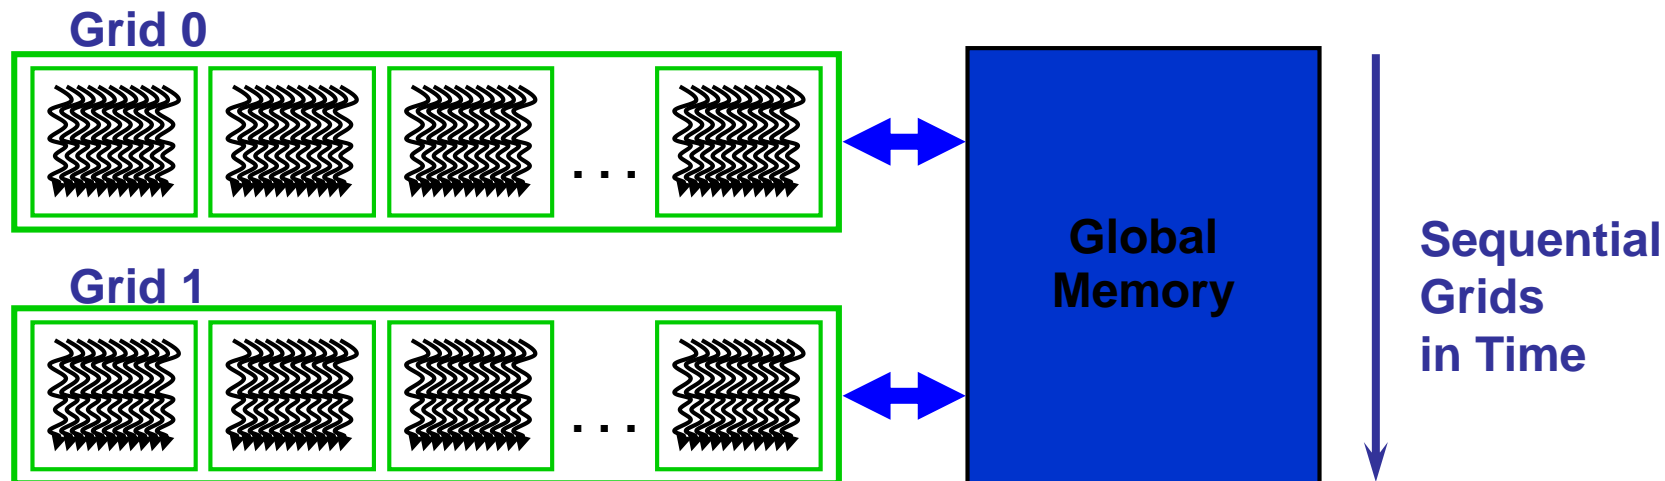 Grid 0
. . .
Global
Memory
Sequential
Grids
in Time
Grid 1
. . .